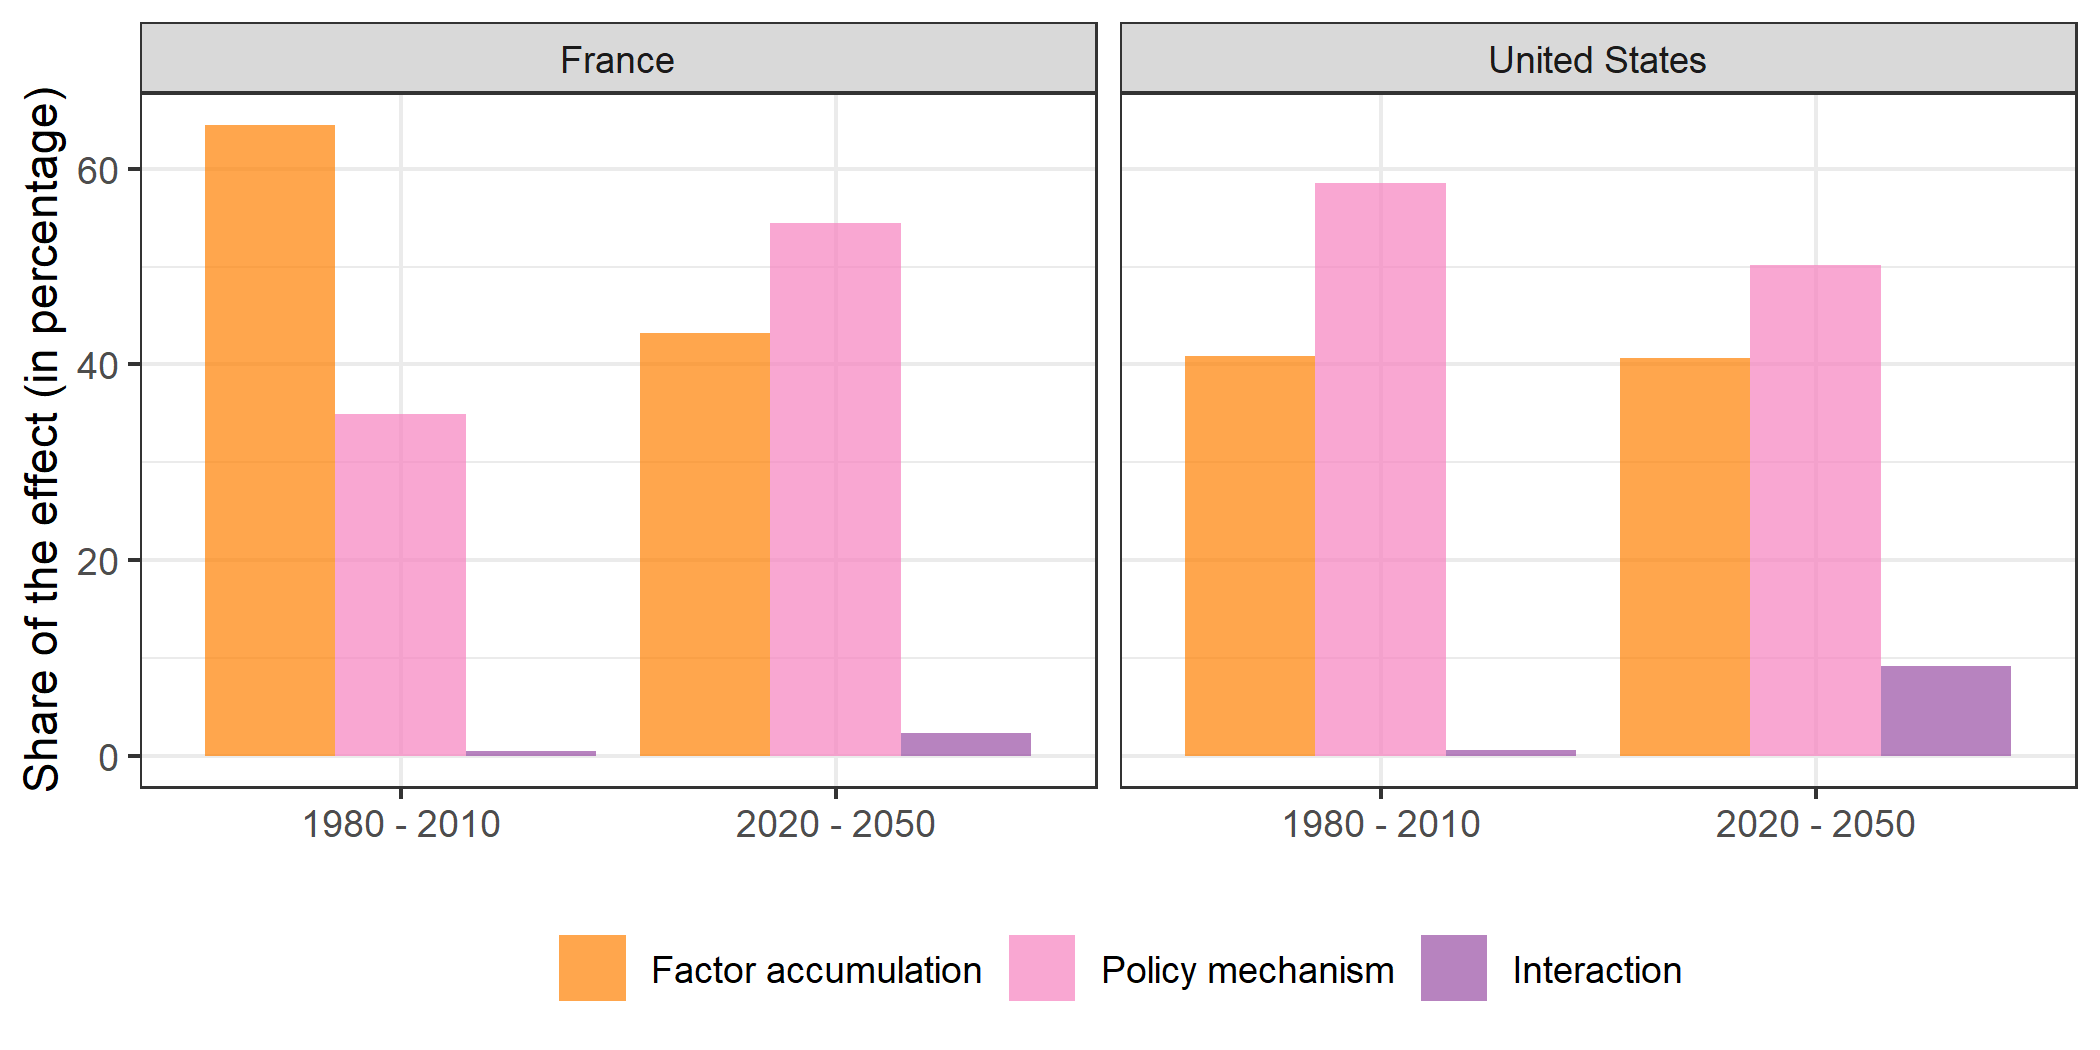 France
United States
Share of the effect (in percentage)
60
40
20
0
1980 - 2010
2020 - 2050
1980 - 2010
2020 - 2050
Factor accumulation
Policy mechanism
Interaction